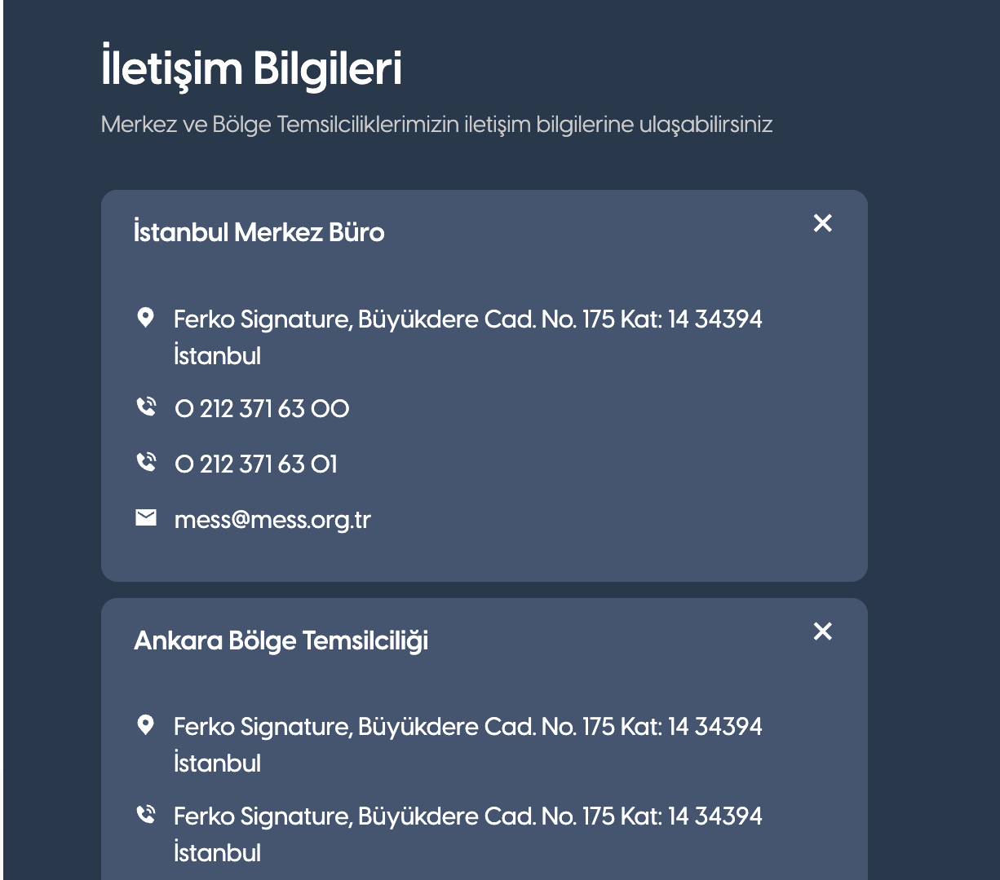 İletişim Bilgileri
Merkez ve Bölge Temsilciliklerimizin iletişim bilgilerine ulaşabilirsiniz
İstanbul Merkez Büro
Ferko Signature, Büyükdere Cad. No. 175 Kat: 14 34394
İstanbul
0 212 371 63 00
0 212 371 63 01
mess@mess.org.tr
Ankara Bölge Temsilciliği
Ferko Signature, Büyükdere Cad. No. 175 Kat: 14 34394
İstanbul
Ferko Signature, Büyükdere Cad. No. 175 Kat: 14 34394
İstanbul